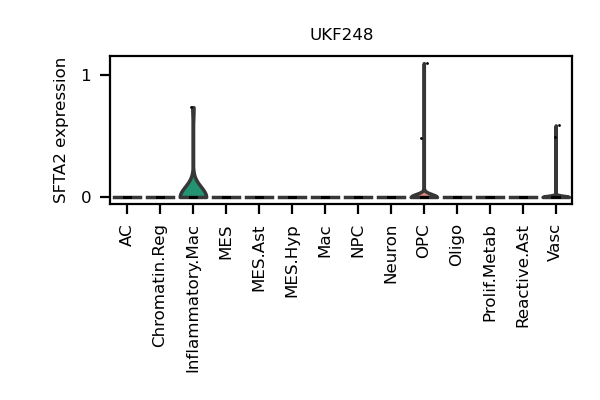 UKF248
SFTA2 expression
1
0
AC
Chromatin.Reg
Inflammatory.Mac
MES
MES.Ast
MES.Hyp
Mac
NPC
Neuron
OPC
Oligo
Prolif.Metab
Reactive.Ast
Vasc